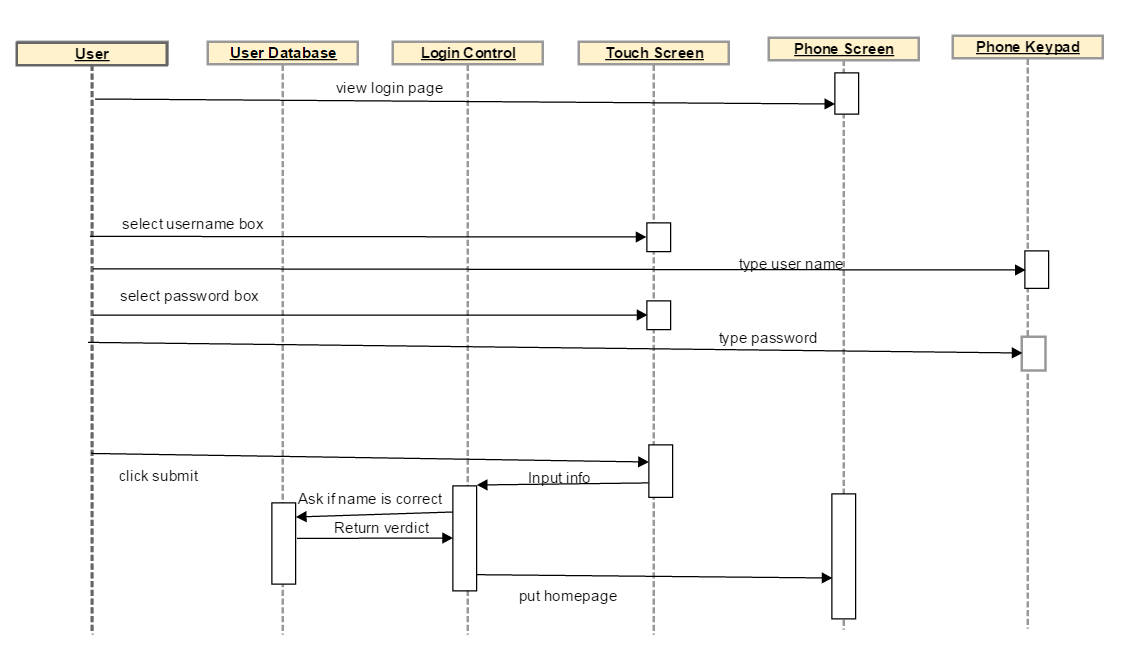 User
User Database
Login Control
Touch Screen
Phone Screen
Phone Keypad
view login page
select username box
type user name
select password box
type password
click submit
Input info
Ask if name is correct
Return verdict
put homepage